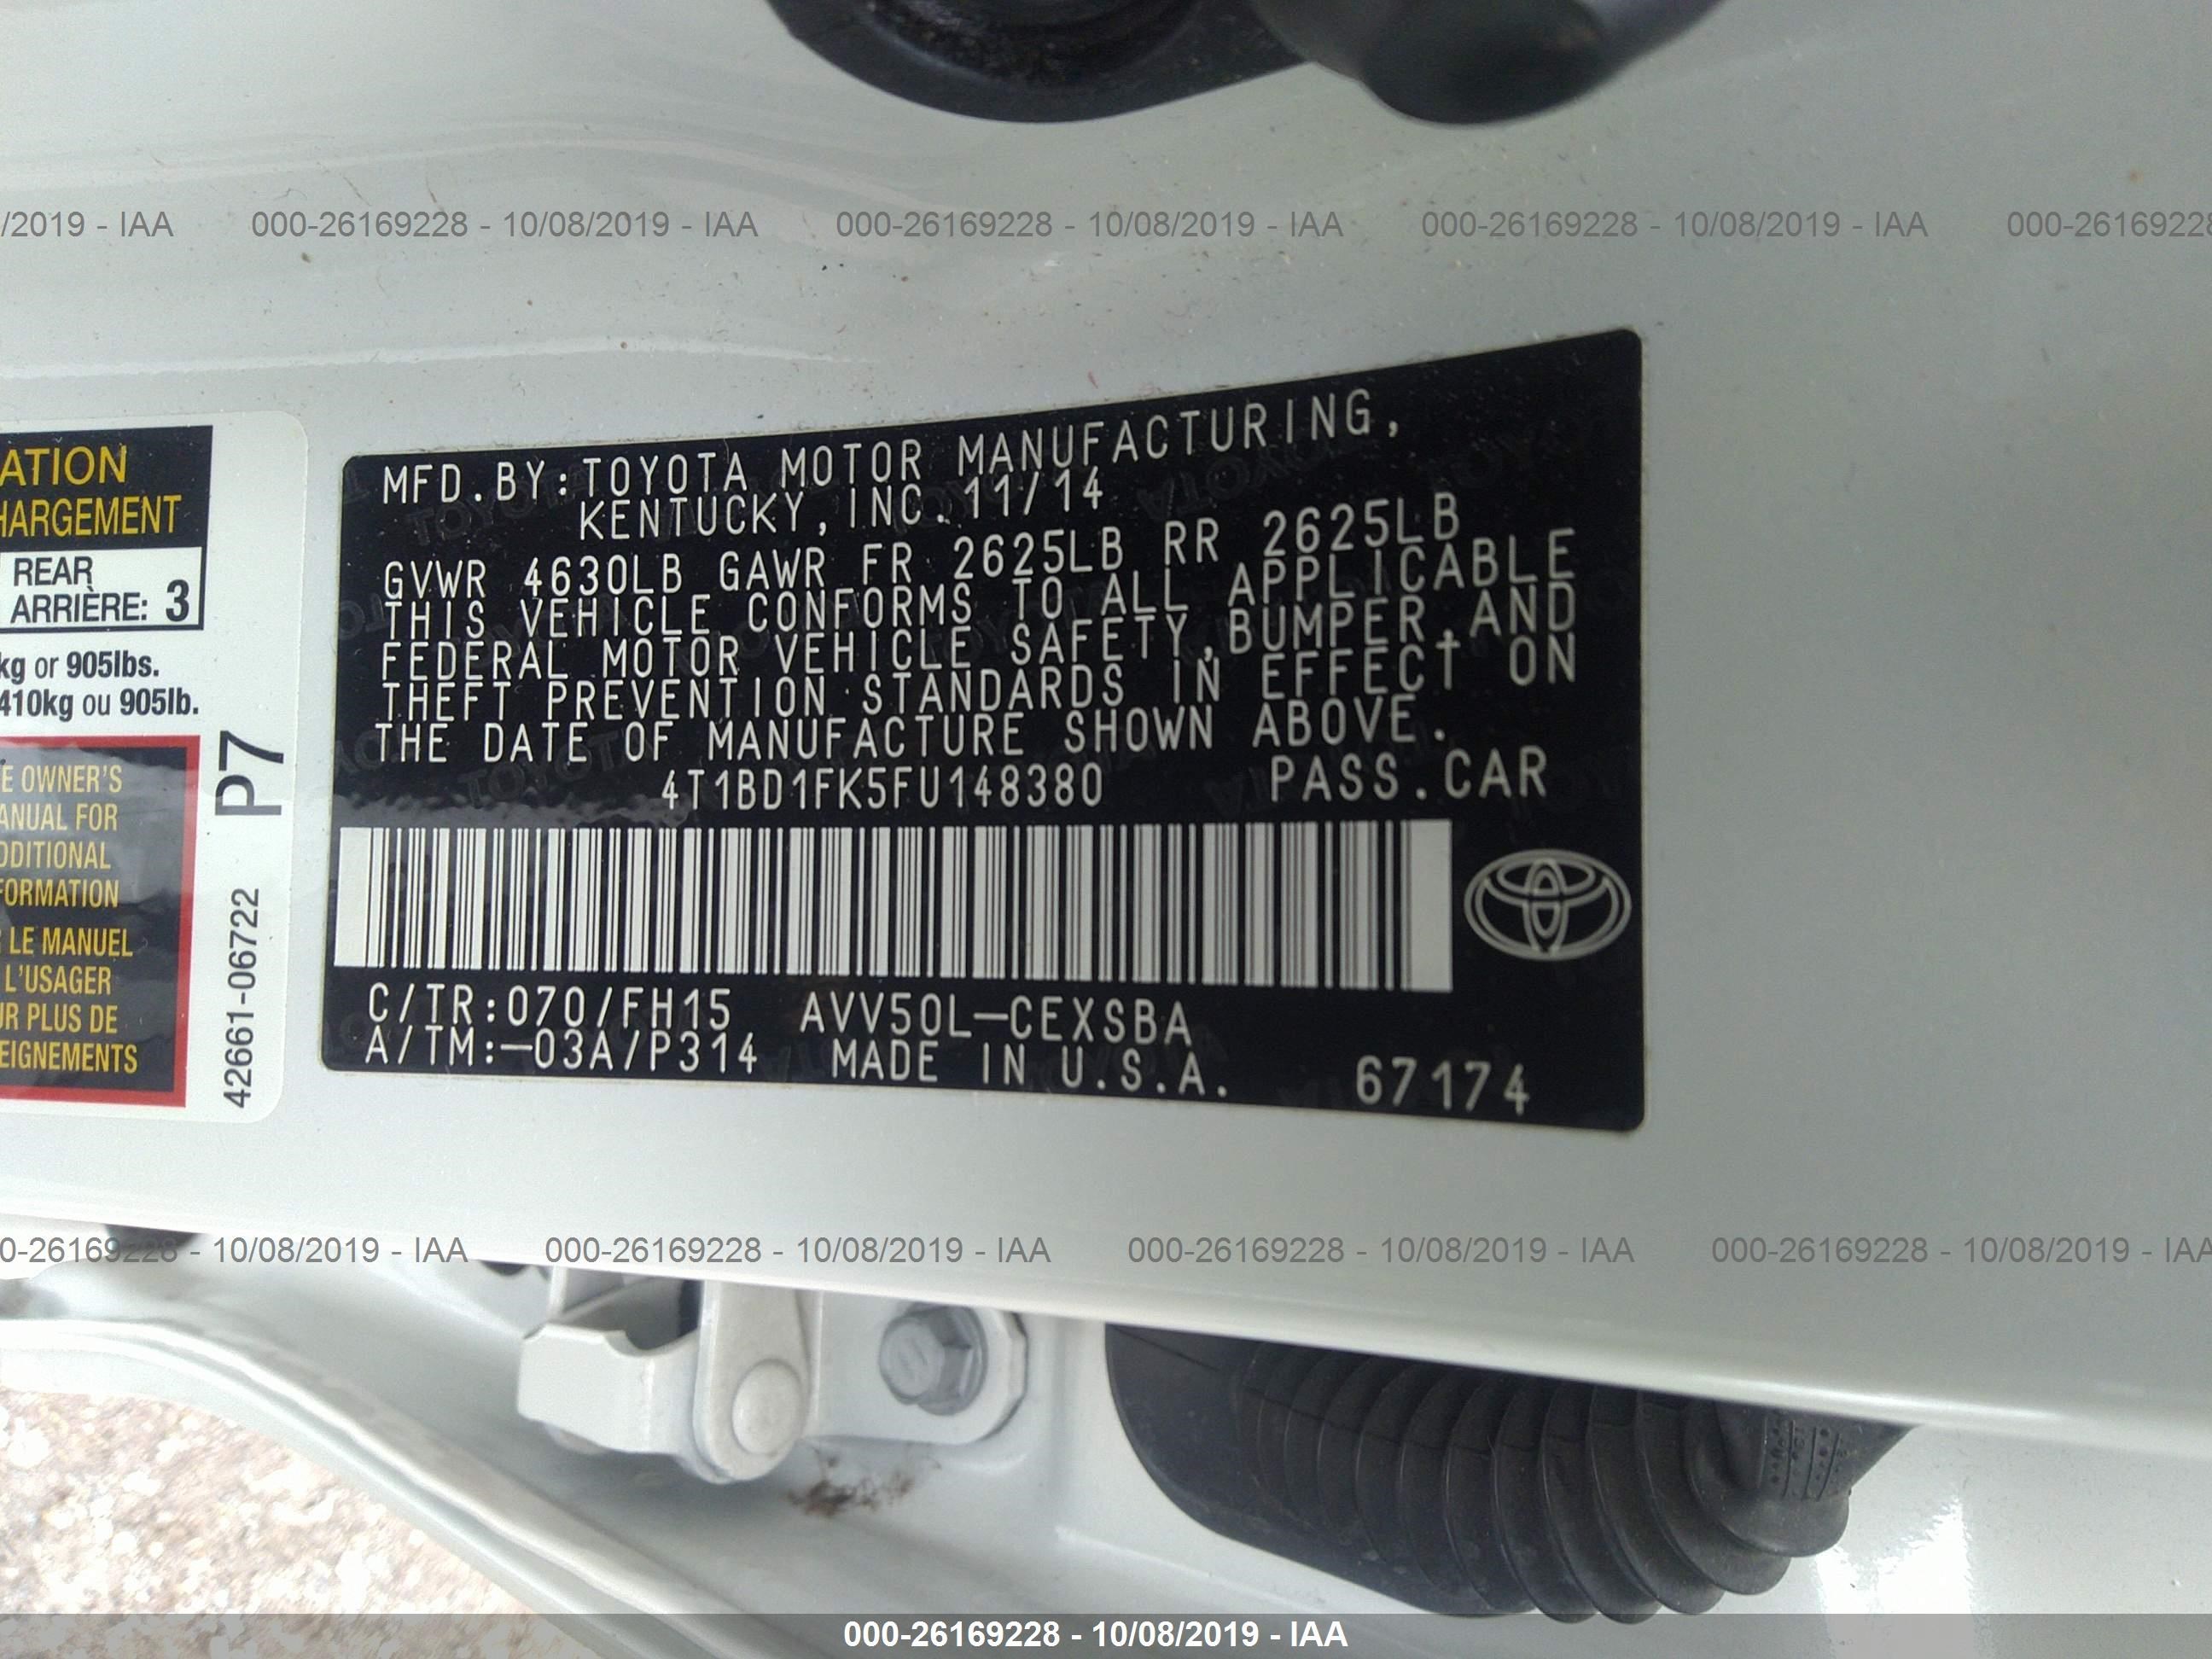 /2019 - IAA 000-26169228 - 10/08/2019 - IAA 000-26169228 - 10/08/2019 - IAA 000-26169228 - 10/08/2019 - IAA 000-26169228
ATION
HARGEMENT
REAR
ARRIÈRE: 3
kg or 905lbs.
410kg ou 905lb.
E OWNER'S
ANUAL FOR
DDITIONAL
FORMATION
LE MANUEL
L'USAGER
UR PLUS DE
EIGNEMENTS
P7
42661-06722
MFD.BY:TOYOTA MOTOR MANUFACTURING,
KENTUCKY,INC.11/14
GVWR 4630LB GAWR FR 2625LB RR 2625LB
THIS VEHICLE CONFORMS TO ALL APPLICABLE
FEDERAL MOTOR VEHICLE SAFETY,BUMPER,AND
THEFT PREVENTION STANDARDS IN EFFECT ON
THE DATE OF MANUFACTURE SHOWN ABOVE.
4T1BD1FK5FU148380 PASS.CAR
C/TR:070/FH15 AVV50L-CEXSBA
A/TM:-03A/P314 MADE IN U.S.A. 67174
0-26169228 - 10/08/2019 - IAA 000-26169228 - 10/08/2019 - IAA 000-26169228 - 10/08/2019 - IAA 000-26169228 - 10/08/2019 - IAA
000-26169228 - 10/08/2019 - IAA